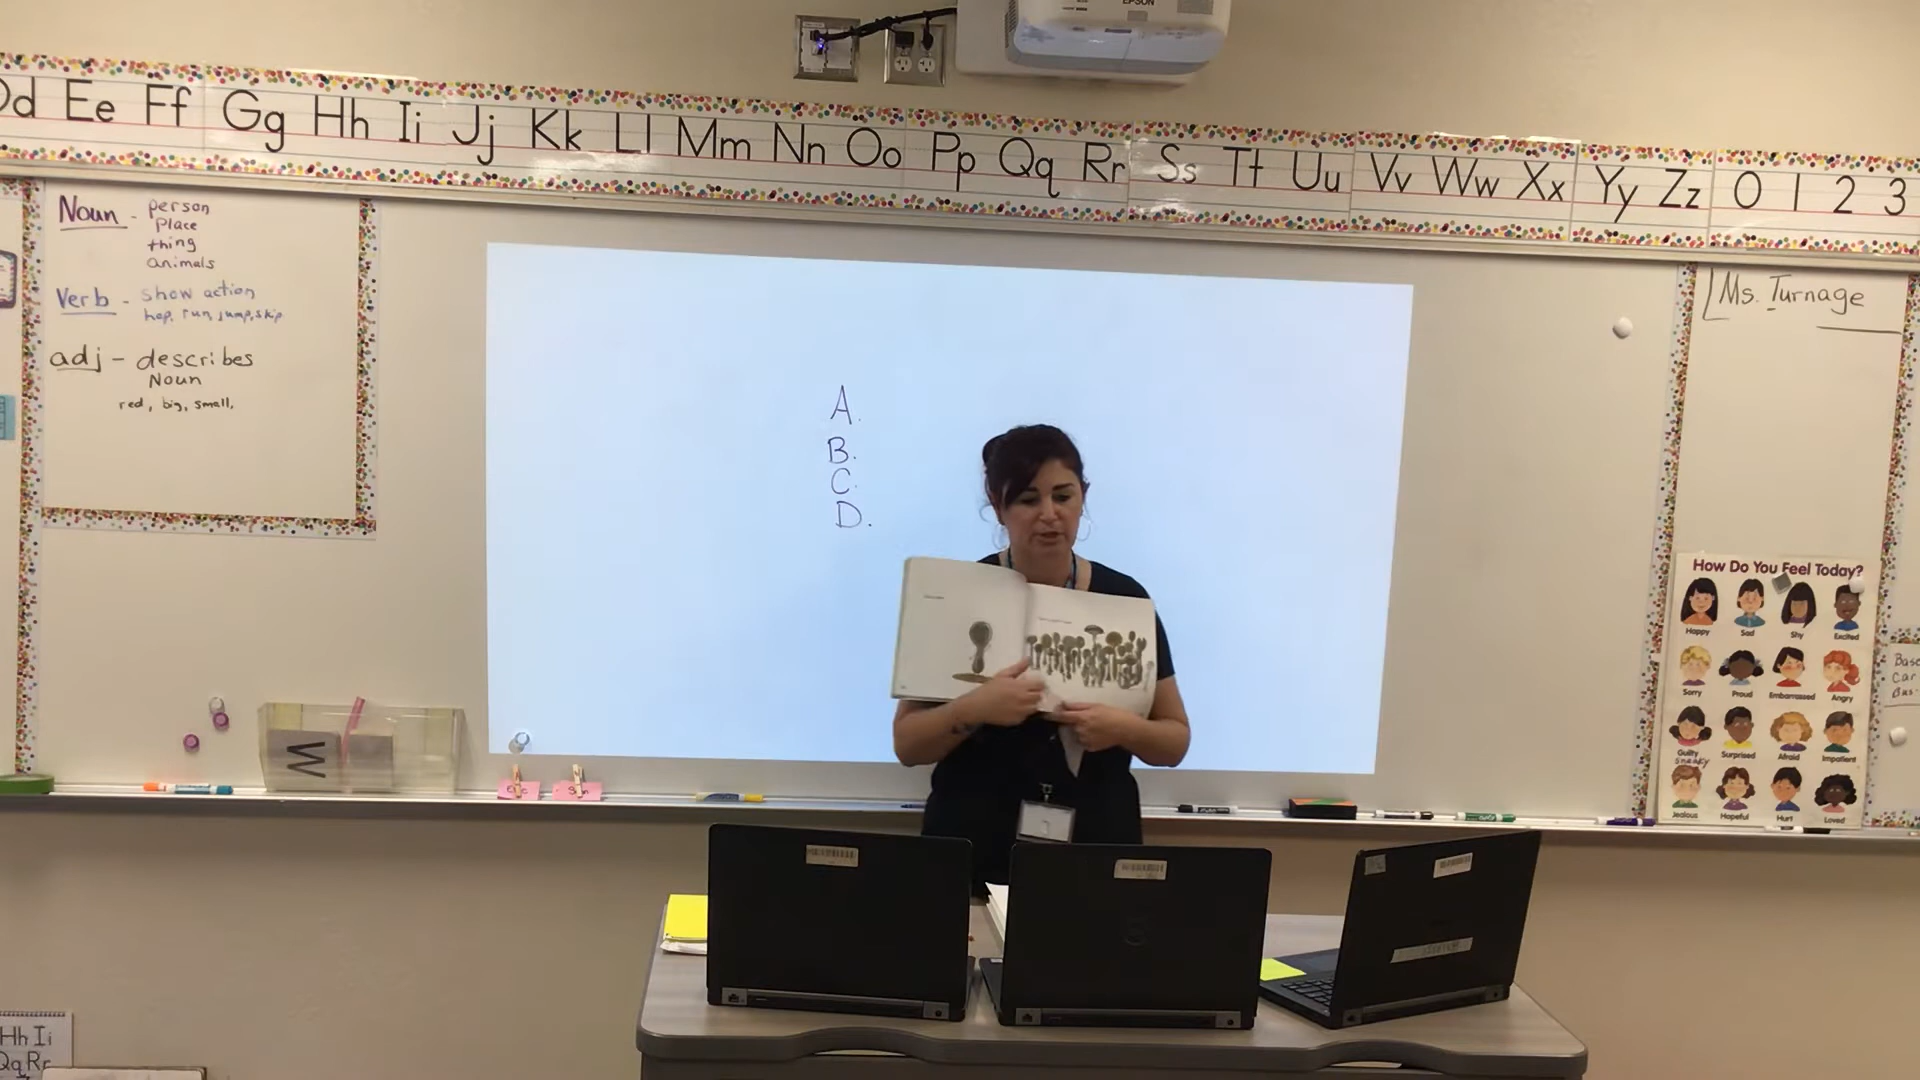 EPSON
Dd Ee Ff Gg Hh Ii Jj Kk Ll Mm Nn Oo Pp Qq Rr Ss Tt Uu Vv Ww Xx Yy Zz 0 1 2 3
Noun - person
place
thing
animals
Verb - show action
hop, run, jump, skip
adj - describes
Noun
red, big, small,
A.
B.
C.
D.
Ms. Turnage
How Do You Feel Today?
Happy Sad Shy Excited
Sorry Proud Embarrassed Angry
Guilty Surprised Afraid Impatient
sneaky
Jealous Hopeful Hurt Loved
Base
Car
Bus
W
Hh Ii
Qq Rr